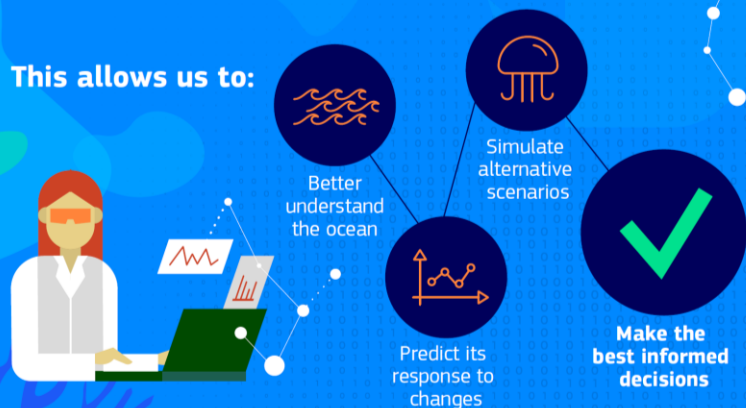 This allows us to:
Better
understand
the ocean
Predict its
response to
changes
Simulate
alternative
scenarios
Make the
best informed
decisions